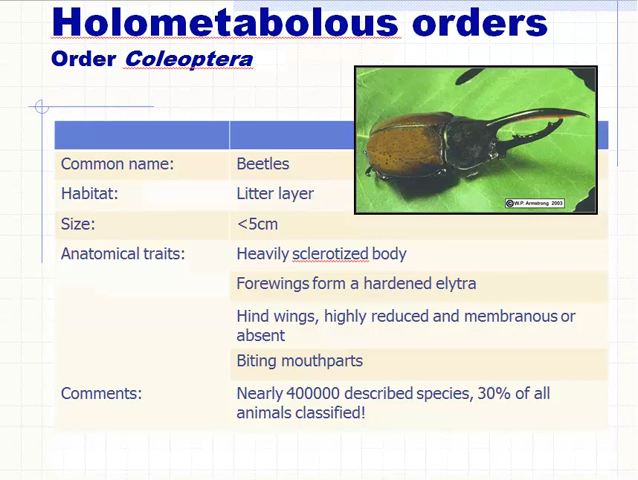 Holometabolous orders
Order Coleoptera
Common name: Beetles
Habitat: Litter layer
Size: <5cm
Anatomical traits: Heavily sclerotized body
Forewings form a hardened elytra
Hind wings, highly reduced and membranous or
absent
Biting mouthparts
Comments: Nearly 400000 described species, 30% of all
animals classified!
©W.P. Armstrong 2003